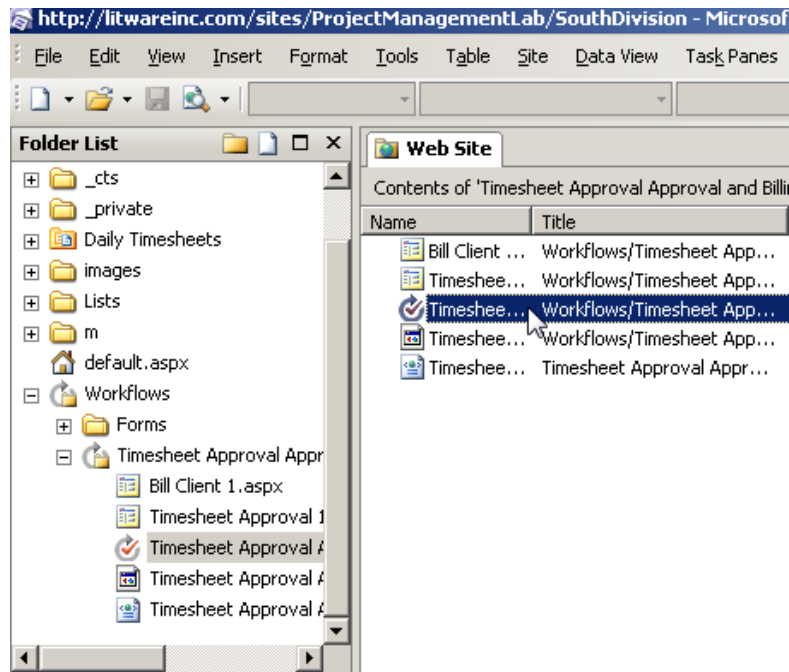 http://litwareinc.com/sites/ProjectManagementLab/SouthDivision - Microsof
File Edit View Insert Format Tools Table Site Data View Task Panes
Folder List
Web Site
_cts
Contents of 'Timesheet Approval Approval and Billi
_private
Name Title
Daily Timesheets
Bill Client ... Workflows/Timesheet App...
images
Timeshee... Workflows/Timesheet App...
Lists
Timeshee... Workflows/Timesheet App...
m
Timeshee... Workflows/Timesheet App...
default.aspx
Timeshee... Timesheet Approval Appr...
Workflows
Forms
Timesheet Approval Appr
Bill Client 1.aspx
Timesheet Approval 1
Timesheet Approval A
Timesheet Approval A
Timesheet Approval A